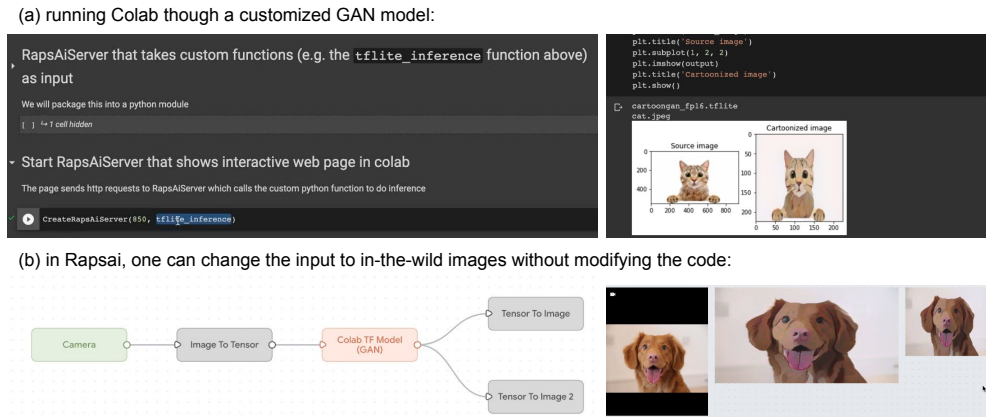 (a) running Colab though a customized GAN model:
RapsAiServer that takes custom functions (e.g. the tflite_inference function above)
as input
We will package this into a python module
[ ] ↳ 1 cell hidden
Start RapsAiServer that shows interactive web page in colab
The page sends http requests to RapsAiServer which calls the custom python function to do inference
CreateRapsAiServer(850, tflite_inference)
plt.title('Source image')
plt.subplot(1, 2, 2)
plt.imshow(output)
plt.title('Cartoonized image')
plt.show()
cartoongan_fp16.tflite
cat.jpeg
Source image
200
400
0 200 400 600 800
Cartoonized image
0
50
100
150
200
0 50 100 150 200
(b) in Rapsai, one can change the input to in-the-wild images without modifying the code:
Camera
Image To Tensor
Colab TF Model
(GAN)
Tensor To Image
Tensor To Image 2